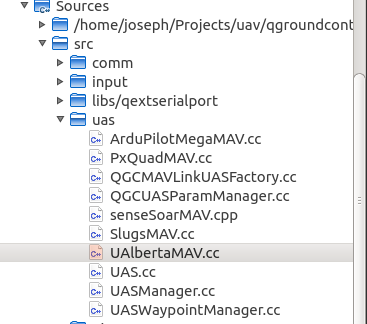 Sources
/home/joseph/Projects/uav/qgroundcont
src
comm
input
libs/qextserialport
uas
ArduPilotMegaMAV.cc
PxQuadMAV.cc
QGCMAVLinkUASFactory.cc
QGCUASParamManager.cc
senseSoarMAV.cpp
SlugsMAV.cc
UAlbertaMAV.cc
UAS.cc
UASManager.cc
UASWaypointManager.cc